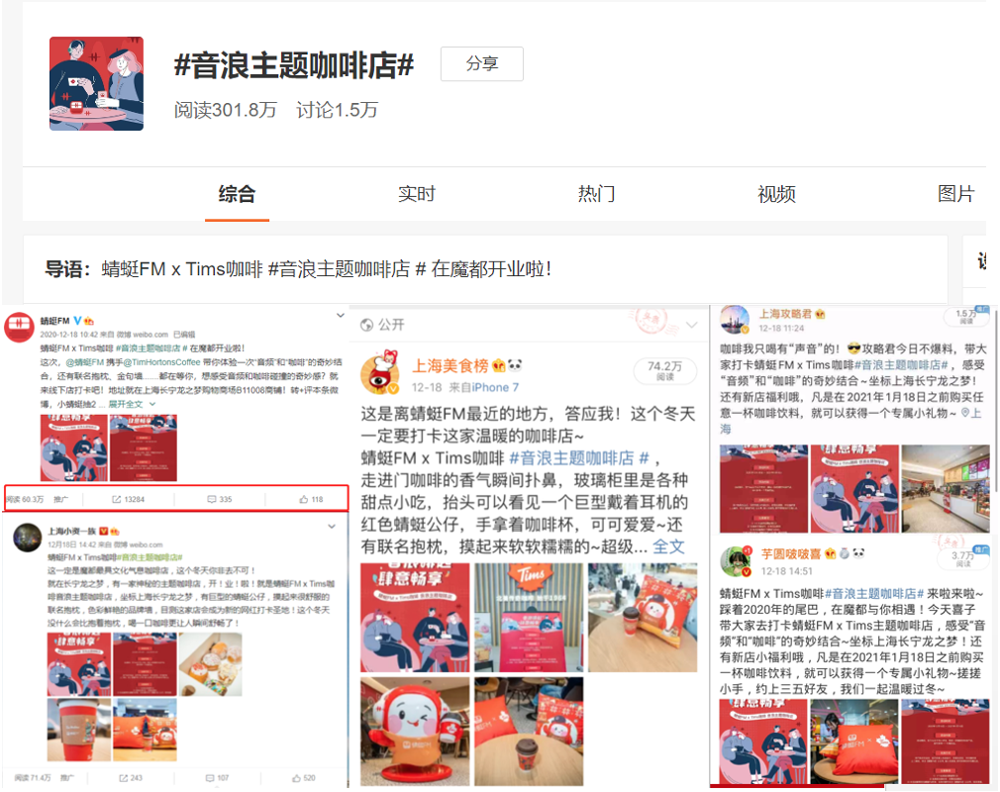 #音浪主题咖啡店#
分享
阅读301.8万 讨论1.5万
综合 实时 热门 视频 图片
导语：蜻蜓FM x Tims咖啡 #音浪主题咖啡店 # 在魔都开业啦！
蜻蜓FM
2020-12-18 10:42 来自 微博 weibo.com 已编辑
蜻蜓FM x Tims咖啡 #音浪主题咖啡店 # 在魔都开业啦！
这次，@蜻蜓FM 携手@TimHortonsCoffee 带你体验一次"音频"和"咖啡"的奇妙结
合，还有联名抱枕、金句墙……都在等你，想感受音频和咖啡碰撞的奇妙感？就
来线下店打卡吧！地址就在上海长宁龙之梦购物商场B11008商铺！转+评本条微
博，小蜻蜓抽2 ... 展开全文
阅读 60.3万 推广 13284 335 118
上海小资一族
12月18日 14:42 来自 微博 weibo.com
蜻蜓FM x Tims咖啡#音浪主题咖啡店#
这一定是魔都最具文化气息咖啡店，这个冬天你非去不可！
就在长宁龙之梦，有一家神秘的主题咖啡店，开！业！啦！就是蜻蜓FM x Tims咖
啡音浪主题咖啡店，坐标上海长宁龙之梦，有巨型的蜻蜓公仔，摸起来很舒服的
联名抱枕，色彩鲜艳的品牌墙，目测这家店会成为新的网红打卡圣地！这个冬天
没什么会比抱着抱枕，喝一口咖啡更让人瞬间舒畅了！
阅读 71.4万 推广 243 107 520
公开
上海美食榜
12-18 来自iPhone 7
74.2万
阅读
这是离蜻蜓FM最近的地方，答应我！这个冬天
一定要打卡这家温暖的咖啡店~
蜻蜓FM x Tims咖啡 #音浪主题咖啡店 # ，
走进门咖啡的香气瞬间扑鼻，玻璃柜里是各种
甜点小吃，抬头可以看见一个巨型戴着耳机的
红色蜻蜓公仔，手拿着咖啡杯，可可爱爱~还
有联名抱枕，摸起来软软糯糯的~超级... 全文
肆意畅享
Tims
上海攻略君
12-18 11:24
1.5万
阅读
咖啡我只喝有“声音”的！攻略君今日不爆料，带大
家打卡蜻蜓FM x Tims咖啡#音浪主题咖啡店# ，感受
“音频”和“咖啡”的奇妙结合~坐标上海长宁龙之梦！
还有新店福利哦，凡是在 2021年1月18日之前购买任
意一杯咖啡饮料，就可以获得一个专属小礼物~ 上
海
肆意畅享
芋圆啵啵喜
12-18 14:51
推广
3.7万
阅读
蜻蜓FM x Tims咖啡#音浪主题咖啡店# 来啦来啦~
踩着2020年的尾巴，在魔都与你相遇！今天喜子
带大家去打卡蜻蜓FM x Tims咖啡店，感受“音
频”和“咖啡”的奇妙结合~坐标上海长宁龙之梦！还
有新店小福利哦，凡是在2021年1月18日之前购买
一杯咖啡饮料，就可以获得一个专属小礼物~搓搓
小手，约上三五好友，我们一起温暖过冬~
肆意畅享